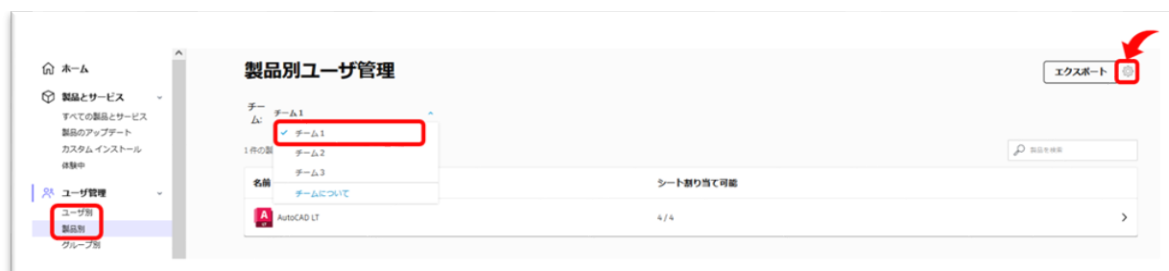 ホーム
製品とサービス
すべての製品とサービス
製品のアップデート
カスタム インストール
体験中
ユーザ管理
ユーザ別
製品別
グループ別
製品別ユーザ管理
エクスポート
チー
ム:
チーム1
チーム1
チーム2
チーム3
チームについて
1件の製
製品を検索
名前
シート割り当て可能
A
LT
AutoCAD LT
4 / 4